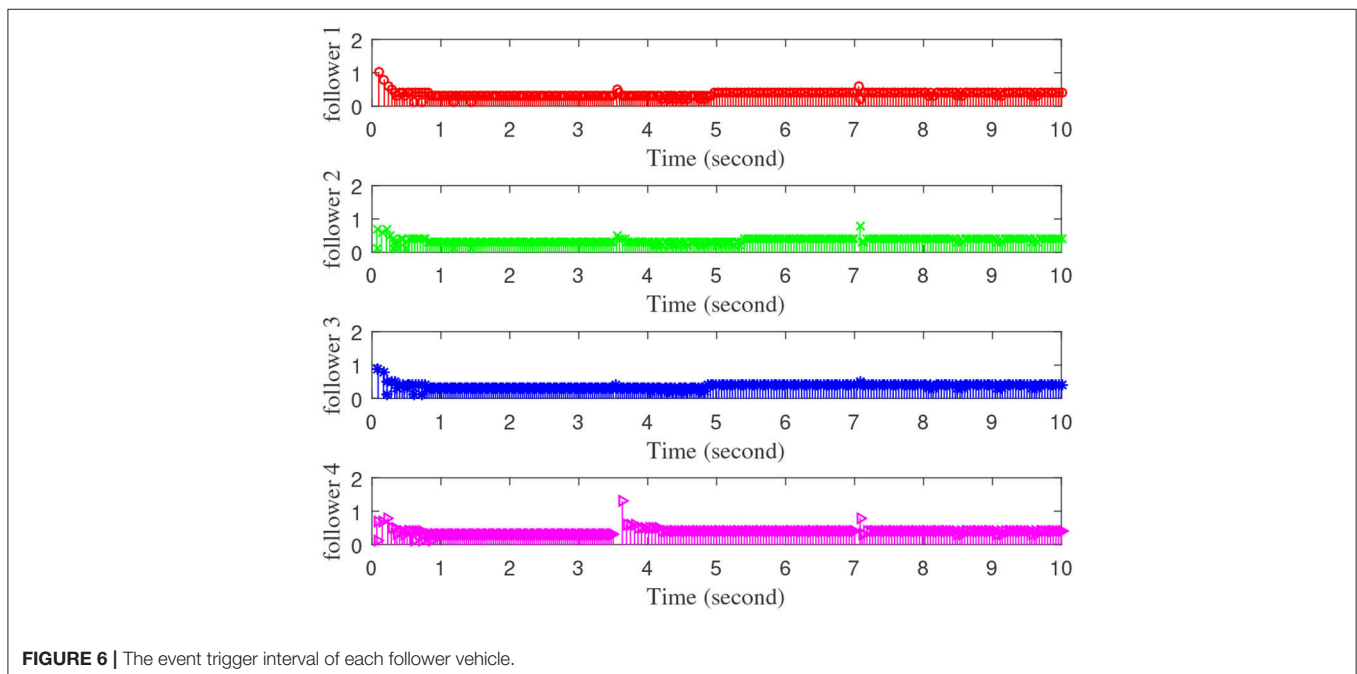 follower 1
2
1
0
0 1 2 3 4 5 6 7 8 9 10
Time (second)
follower 2
2
1
0
0 1 2 3 4 5 6 7 8 9 10
Time (second)
follower 3
2
1
0
0 1 2 3 4 5 6 7 8 9 10
Time (second)
follower 4
2
1
0
0 1 2 3 4 5 6 7 8 9 10
Time (second)
FIGURE 6 | The event trigger interval of each follower vehicle.